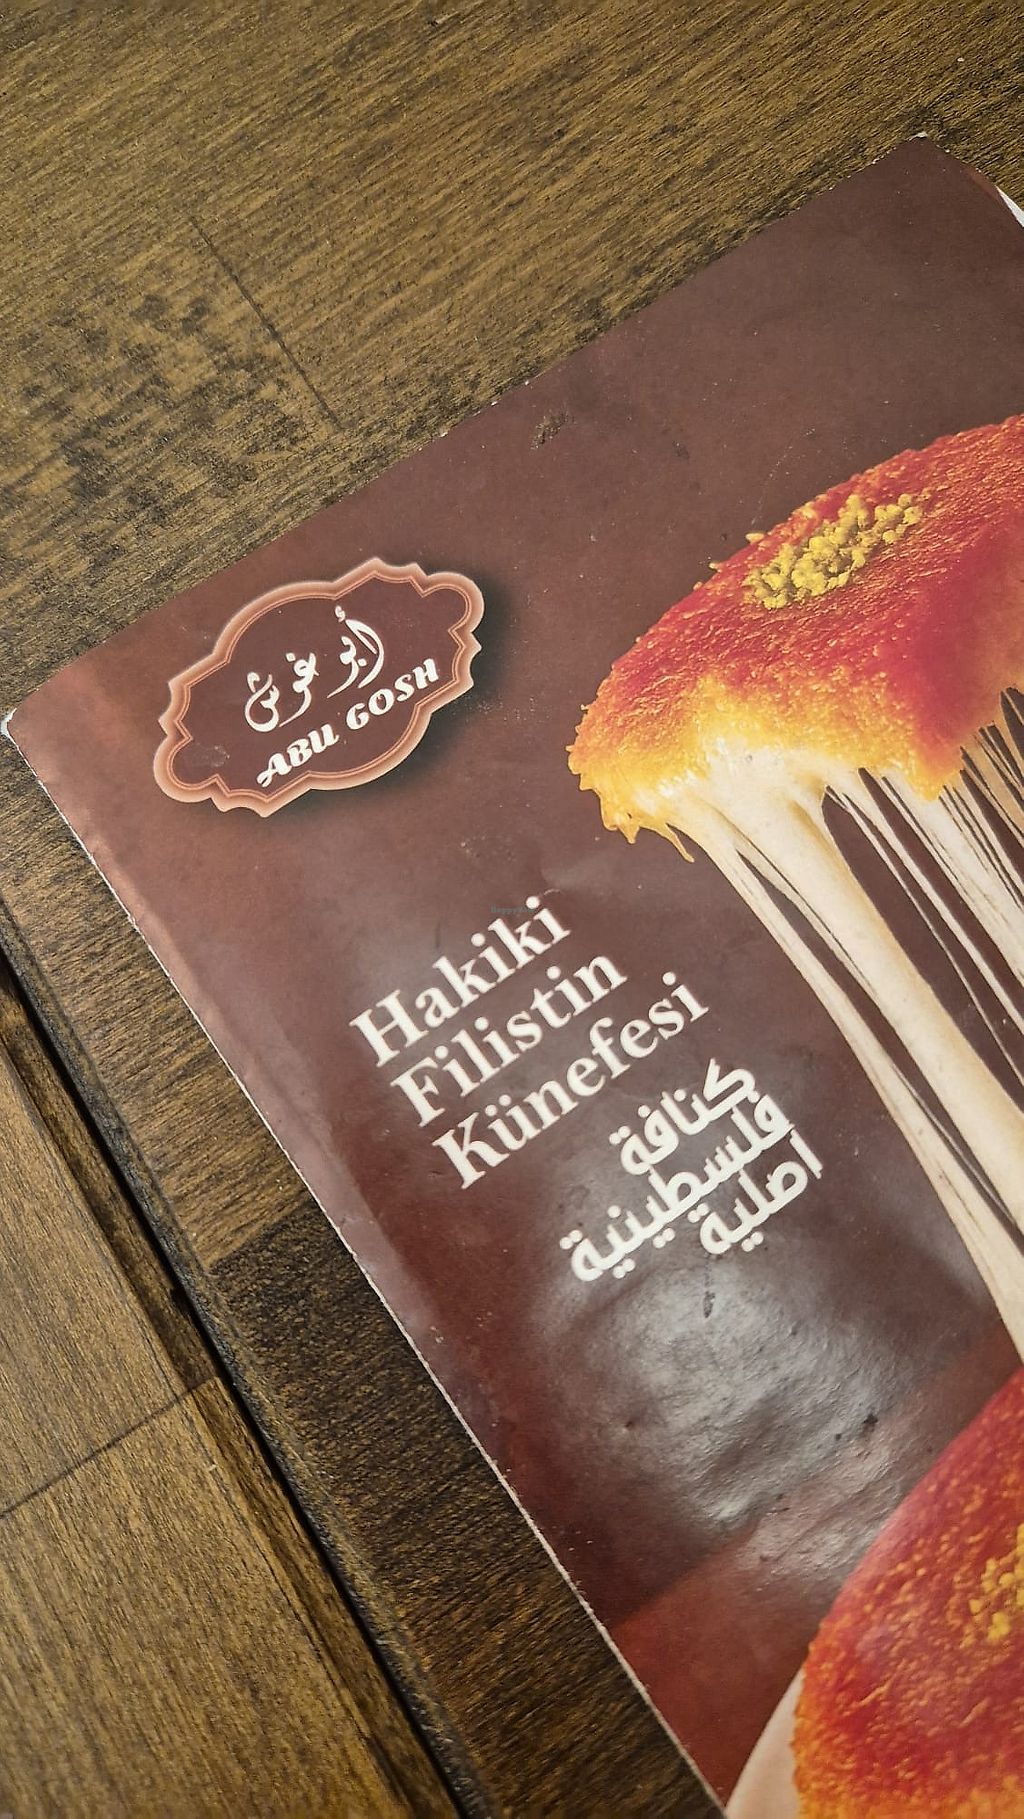 أبو غوش
ABU GOSH
Hakiki
Filistin
Künefesi
كنافة
فلسطينية
اصلية